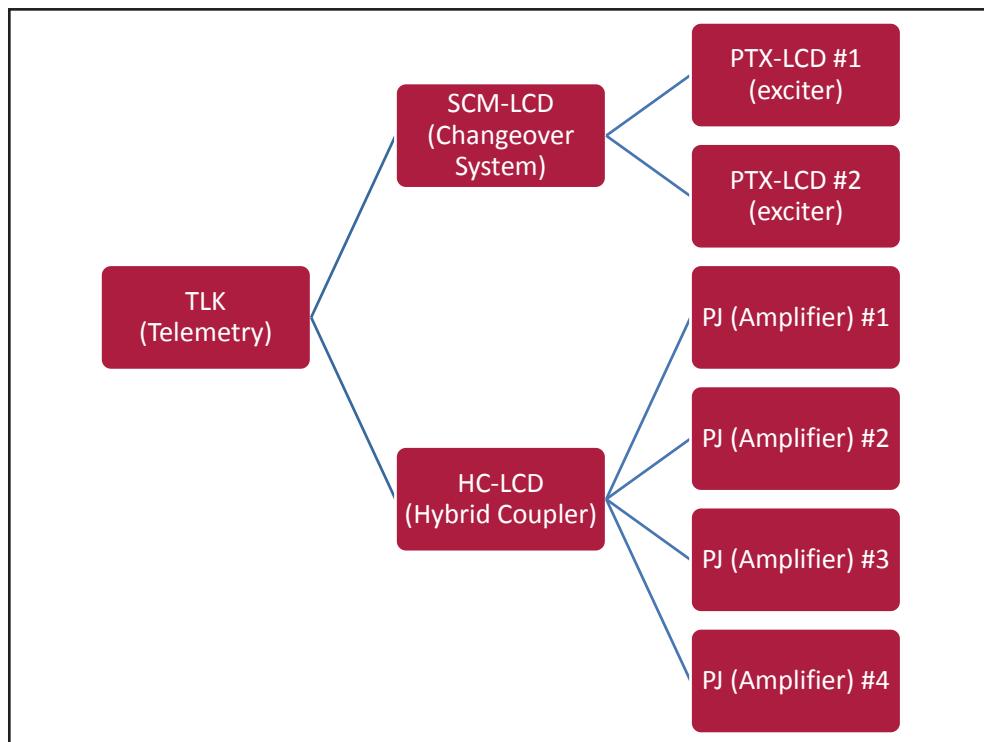 TLK
(Telemetry)
SCM-LCD
(Changeover
System)
HC-LCD
(Hybrid Coupler)
PTX-LCD #1
(exciter)
PTX-LCD #2
(exciter)
PJ (Amplifier) #1
PJ (Amplifier) #2
PJ (Amplifier) #3
PJ (Amplifier) #4